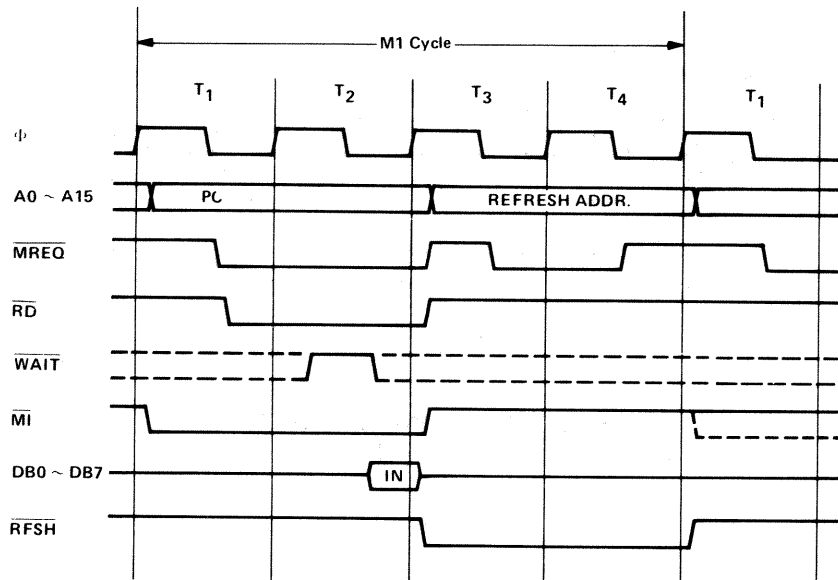 M1 Cycle
T1 T2 T3 T4 T1
Φ
A0 ~ A15 PC REFRESH ADDR.
MREQ
RD
WAIT
MI
DB0 ~ DB7 IN
RFSH